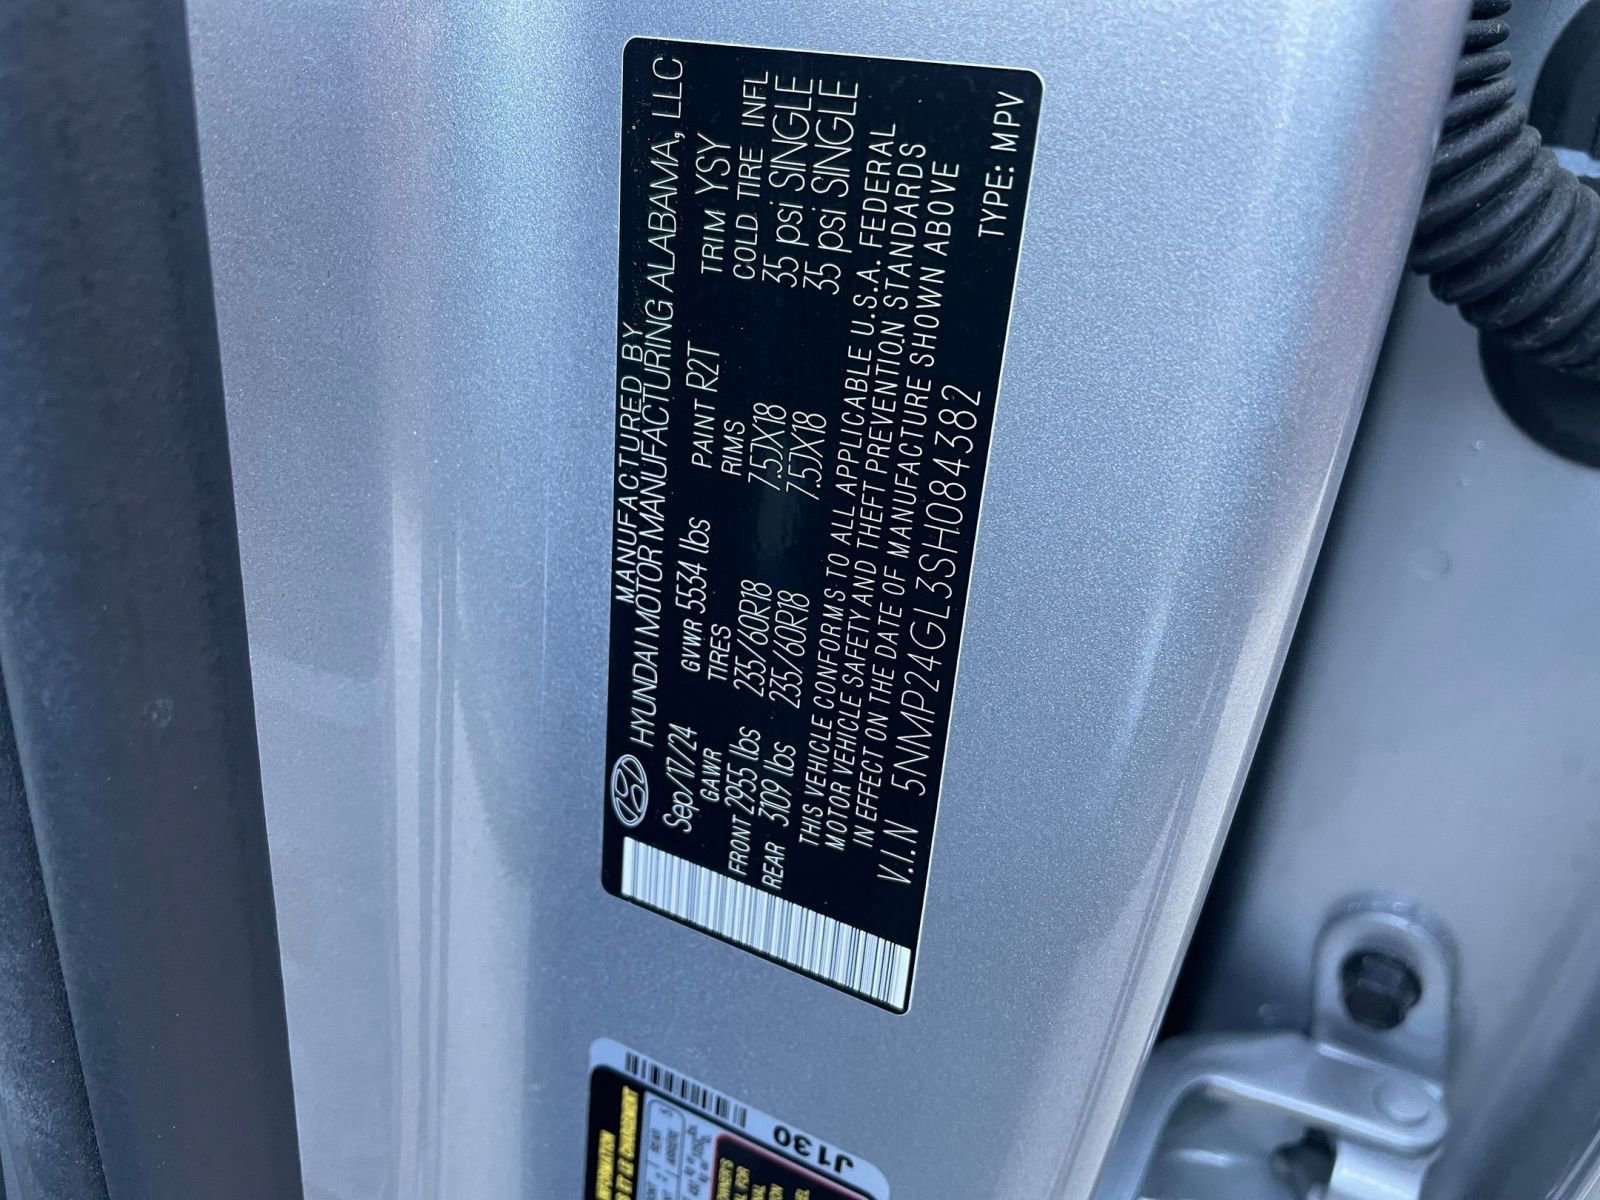 MANUFACTURED BY
HYUNDAI MOTOR MANUFACTURING ALABAMA, LLC
Sep/17/24 GVWR 5534 lbs PAINT R2T TRIM YSY
GAWR TIRES RIMS COLD TIRE INFL
FRONT 2955 lbs 235/60R18 7.5JX18 35 psi SINGLE
REAR 3109 lbs 235/60R18 7.5JX18 35 psi SINGLE
THIS VEHICLE CONFORMS TO ALL APPLICABLE U.S.A. FEDERAL
MOTOR VEHICLE SAFETY AND THEFT PREVENTION STANDARDS
IN EFFECT ON THE DATE OF MANUFACTURE SHOWN ABOVE
V.I.N 5NMP24GL3SH084382 TYPE: MPV
J130